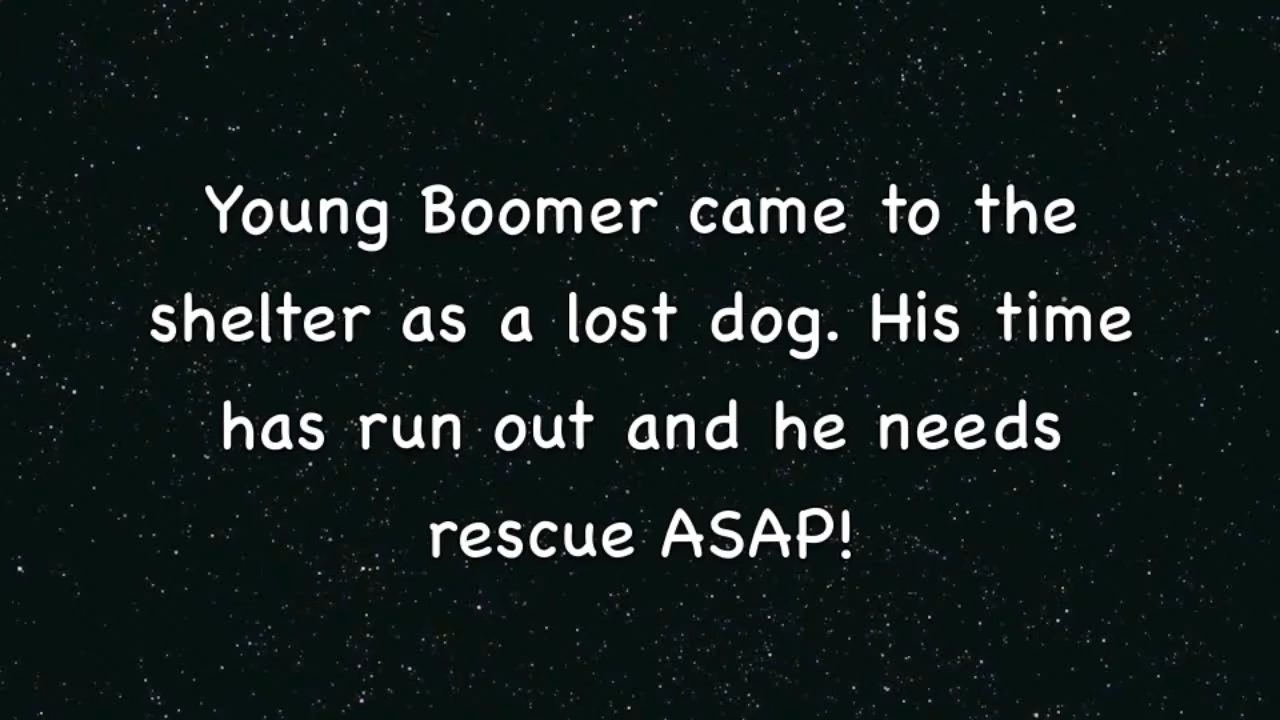 Young Boomer came to the
shelter as a lost dog. His time
has run out and he needs
rescue ASAP!